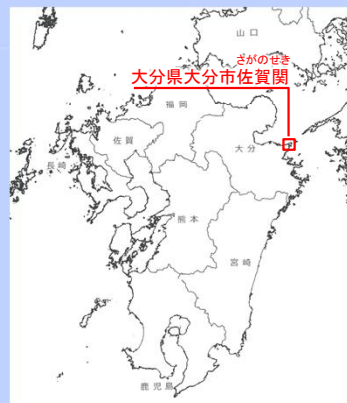 山口
さがのせき
大分県大分市佐賀関
福岡
佐賀
大分
長崎
熊本
宮崎
鹿児島